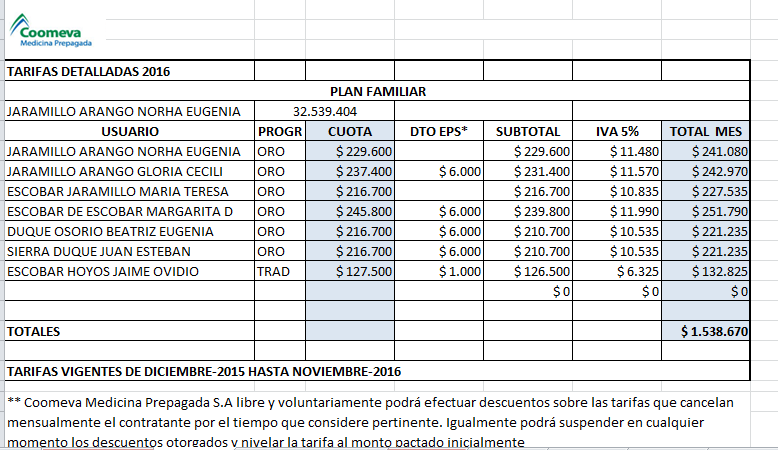 Coomeva
Medicina Prepagada
TARIFAS DETALLADAS 2016
PLAN FAMILIAR
JARAMILLO ARANGO NORHA EUGENIA 32.539.404
USUARIO PROGR CUOTA DTO EPS* SUBTOTAL IVA 5% TOTAL MES
JARAMILLO ARANGO NORHA EUGENIA ORO $ 229.600 $ 229.600 $ 11.480 $ 241.080
JARAMILLO ARANGO GLORIA CECILI ORO $ 237.400 $ 6.000 $ 231.400 $ 11.570 $ 242.970
ESCOBAR JARAMILLO MARIA TERESA ORO $ 216.700 $ 216.700 $ 10.835 $ 227.535
ESCOBAR DE ESCOBAR MARGARITA D ORO $ 245.800 $ 6.000 $ 239.800 $ 11.990 $ 251.790
DUQUE OSORIO BEATRIZ EUGENIA ORO $ 216.700 $ 6.000 $ 210.700 $ 10.535 $ 221.235
SIERRA DUQUE JUAN ESTEBAN ORO $ 216.700 $ 6.000 $ 210.700 $ 10.535 $ 221.235
ESCOBAR HOYOS JAIME OVIDIO TRAD $ 127.500 $ 1.000 $ 126.500 $ 6.325 $ 132.825
$ 0 $ 0 $ 0
TOTALES $ 1.538.670
TARIFAS VIGENTES DE DICIEMBRE-2015 HASTA NOVIEMBRE-2016
** Coomeva Medicina Prepagada S.A libre y voluntariamente podrá efectuar descuentos sobre las tarifas que cancelan
mensualmente el contratante por el tiempo que considere pertinente. Igualmente podrá suspender en cualquier
momento los descuentos otorgados y nivelar la tarifa al monto pactado inicialmente